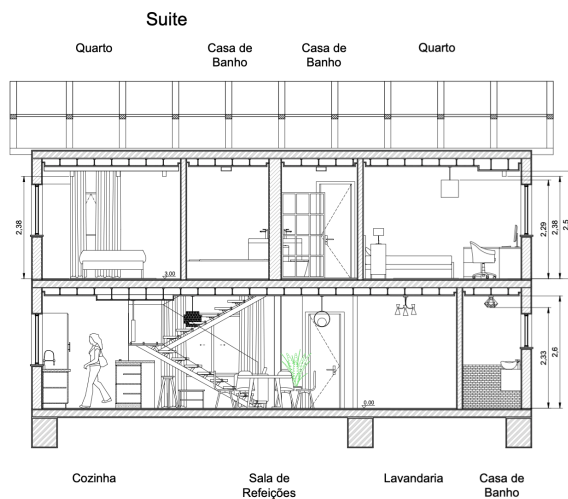 Suite
Quarto
Casa de
Banho
Casa de
Banho
Quarto
2,38
3.00
2,29
2,38
2,5
2,33
2,6
0.00
Cozinha
Sala de
Refeições
Lavandaria
Casa de
Banho